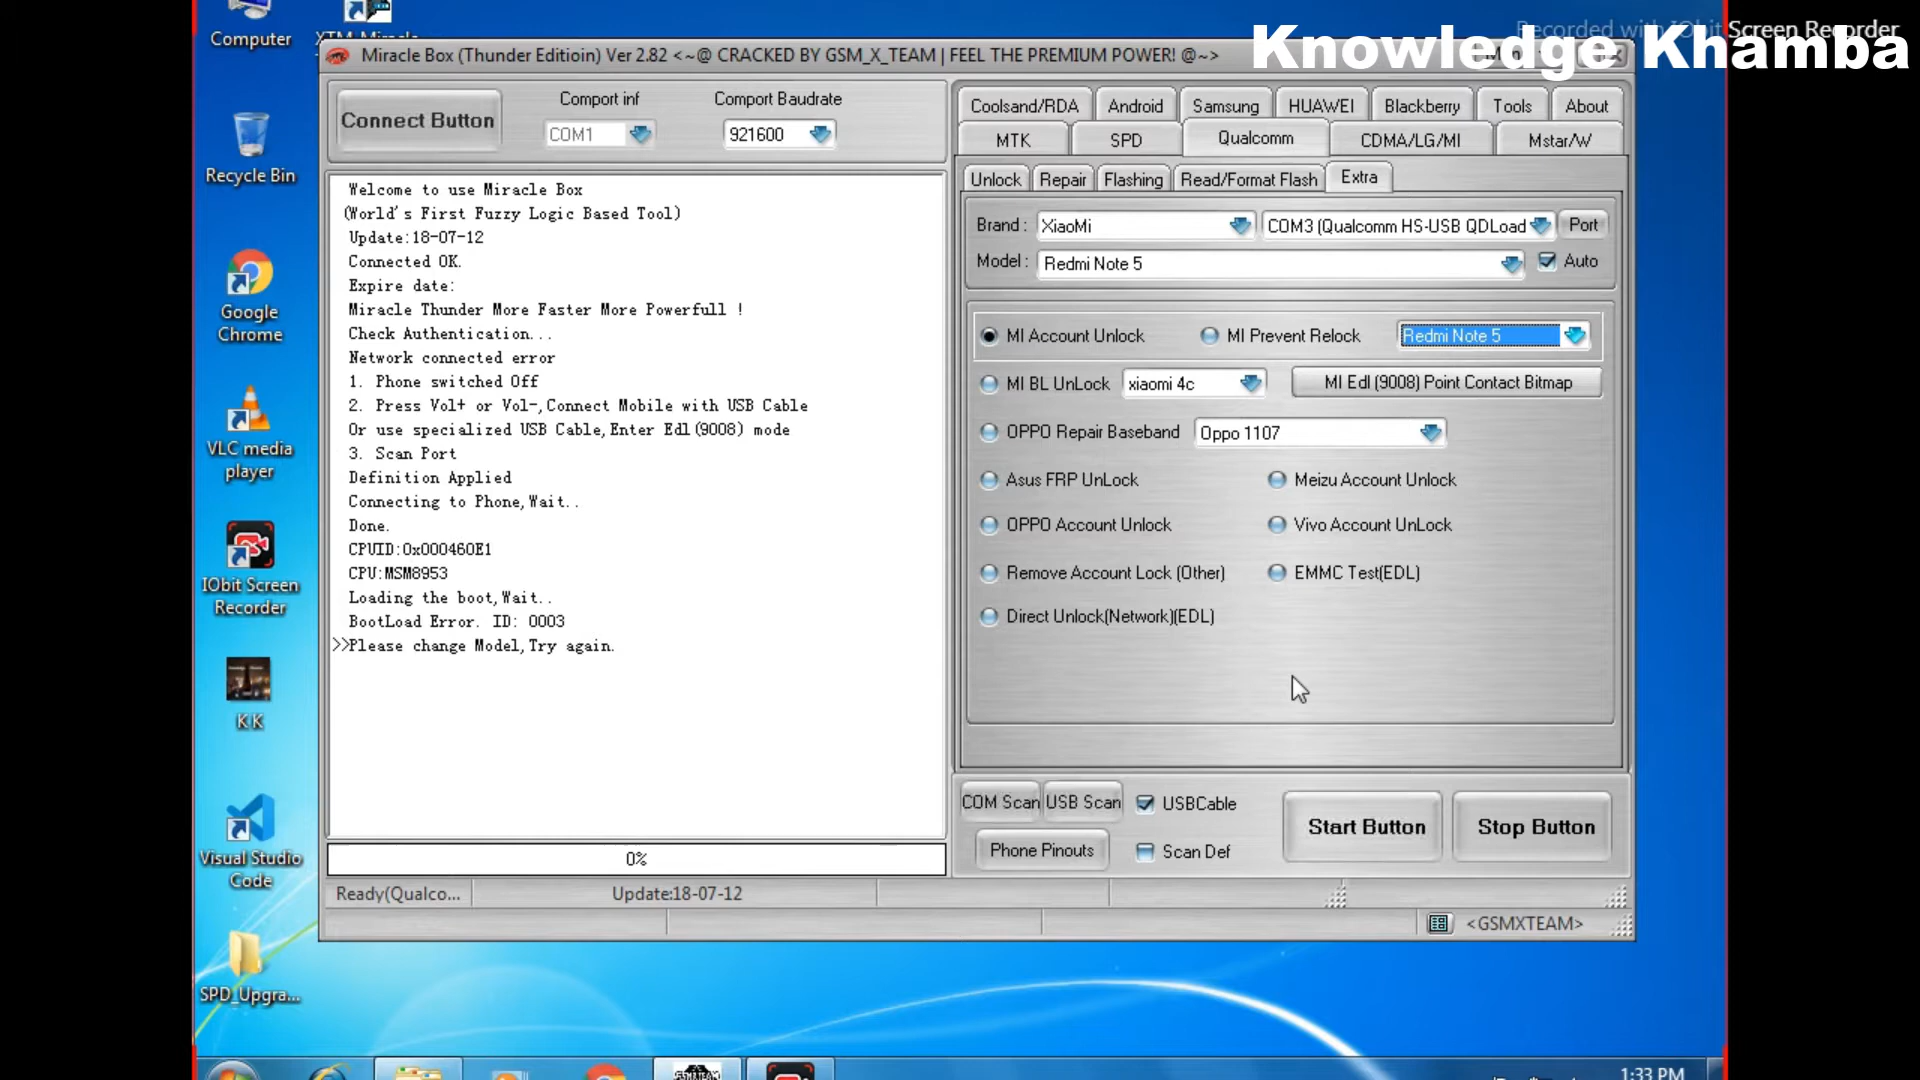 Computer
Recycle Bin
Google
Chrome
VLC media
player
IObit Screen
Recorder
K K
Visual Studio
Code
SPD_Upgra...
Recorded with IObit Screen Recorder
Knowledge Khamba
Miracle Box (Thunder Editioin) Ver 2.82 <~@ CRACKED BY GSM_X_TEAM | FEEL THE PREMIUM POWER! @~>
Connect Button
Comport inf
COM1
Comport Baudrate
921600
Welcome to use Miracle Box
(World's First Fuzzy Logic Based Tool)
Update:18-07-12
Connected OK.
Expire date:
Miracle Thunder More Faster More Powerfull !
Check Authentication...
Network connected error
1. Phone switched Off
2. Press Vol+ or Vol-,Connect Mobile with USB Cable
Or use specialized USB Cable,Enter Edl(9008) mode
3. Scan Port
Definition Applied
Connecting to Phone,Wait..
Done.
CPUID:0x000460E1
CPU:MSM8953
Loading the boot,Wait..
BootLoad Error. ID: 0003
>>Please change Model,Try again.
0%
Ready(Qualco...
Update:18-07-12
Coolsand/RDA Android Samsung HUAWEI Blackberry Tools About
MTK SPD Qualcomm CDMA/LG/MI Mstar/W
Unlock Repair Flashing Read/Format Flash Extra
Brand : XiaoMi COM3 (Qualcomm HS-USB QDLoad Port
Model : Redmi Note 5 Auto
MI Account Unlock MI Prevent Relock Redmi Note 5
MI BL UnLock xiaomi 4c MI Edl (9008) Point Contact Bitmap
OPPO Repair Baseband Oppo 1107
Asus FRP UnLock Meizu Account Unlock
OPPO Account Unlock Vivo Account UnLock
Remove Account Lock (Other) EMMC Test(EDL)
Direct Unlock(Network)(EDL)
COM Scan USB Scan USBCable
Phone Pinouts Scan Def
Start Button Stop Button
<GSMXTEAM>
1:33 PM